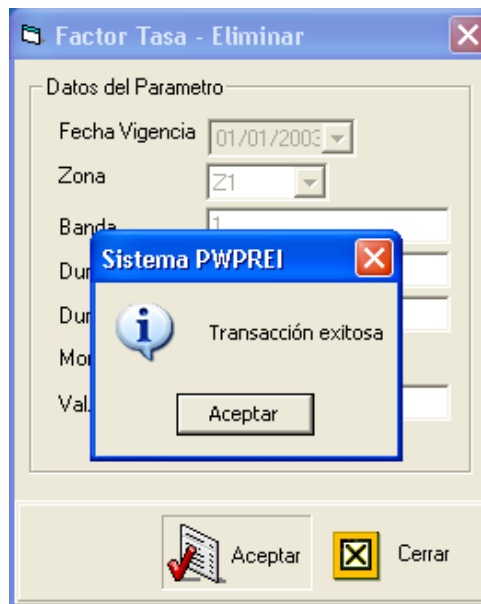 Factor Tasa - Eliminar
Datos del Parametro
Fecha Vigencia 01/01/2003
Zona Z1
Banda 1
Sistema PWPREI
Transacción exitosa
Aceptar
Val.
Aceptar Cerrar